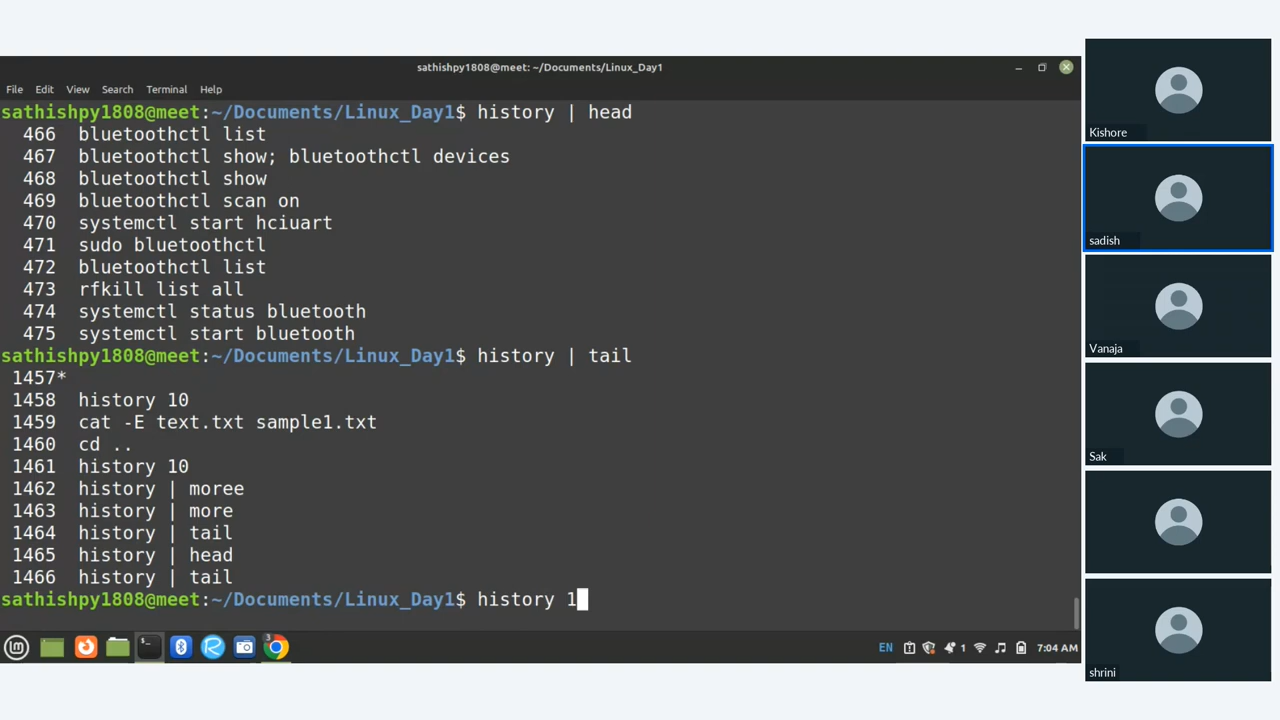 sathishpy1808@meet: ~/Documents/Linux_Day1
File Edit View Search Terminal Help
sathishpy1808@meet:~/Documents/Linux_Day1$ history | head
466 bluetoothctl list
467 bluetoothctl show; bluetoothctl devices
468 bluetoothctl show
469 bluetoothctl scan on
470 systemctl start hciuart
471 sudo bluetoothctl
472 bluetoothctl list
473 rfkill list all
474 systemctl status bluetooth
475 systemctl start bluetooth
sathishpy1808@meet:~/Documents/Linux_Day1$ history | tail
1457*
1458 history 10
1459 cat -E text.txt sample1.txt
1460 cd ..
1461 history 10
1462 history | moree
1463 history | more
1464 history | tail
1465 history | head
1466 history | tail
sathishpy1808@meet:~/Documents/Linux_Day1$ history 1
3
EN 1 7:04 AM
Kishore
sadish
Vanaja
Sak
shrini